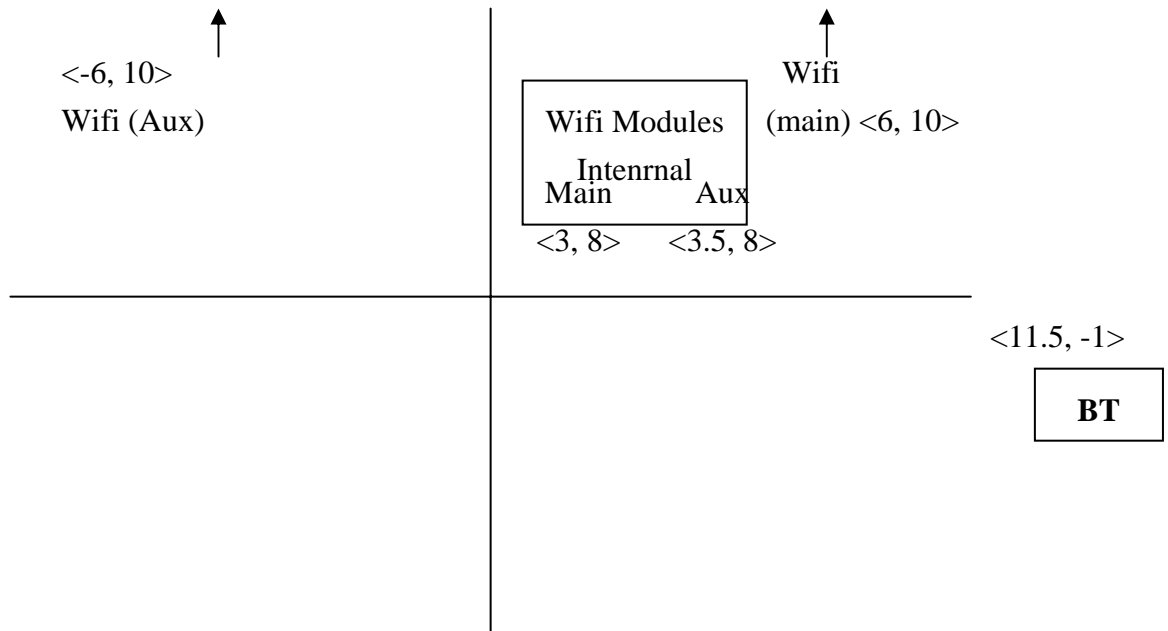 <-6, 10>
Wifi (Aux)
Wifi Modules
Intenrnal
Main Aux
<3, 8> <3.5, 8>
Wifi
(main) <6, 10>
<11.5, -1>
BT